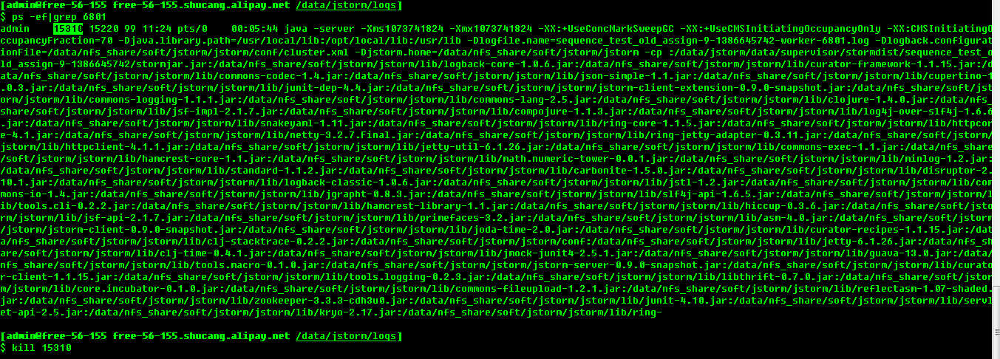 [admin@free-56-155 free-56-155.shucang.alipay.net /data/jstorm/logs]
$ ps -ef|grep 6801
admin    15310 15220 99 11:24 pts/0    00:05:44 java -server -Xms1073741824 -Xmx1073741824 -XX:+UseConcMarkSweepGC -XX:+UseCMSInitiatingOccupancyOnly -XX:CMSInitiatingO
ccupancyFraction=70 -Djava.library.path=/usr/local/lib:/opt/local/lib:/usr/lib -Dlogfile.name=sequence_test_old_assign-9-1386645742-worker-6801.log -Dlogback.configurat
ionFile=/data/nfs_share/soft/jstorm/jstorm/conf/cluster.xml -Djstorm.home=/data/nfs_share/soft/jstorm/jstorm -cp :/data/jstorm/data/supervisor/stormdist/sequence_test_o
ld_assign-9-1386645742/stormjar.jar:/data/nfs_share/soft/jstorm/jstorm/lib/logback-core-1.0.6.jar:/data/nfs_share/soft/jstorm/jstorm/lib/curator-framework-1.1.15.jar:/d
ata/nfs_share/soft/jstorm/jstorm/lib/commons-codec-1.4.jar:/data/nfs_share/soft/jstorm/jstorm/lib/json-simple-1.1.jar:/data/nfs_share/soft/jstorm/jstorm/lib/cupertino-1
.0.3.jar:/data/nfs_share/soft/jstorm/jstorm/lib/junit-dep-4.4.jar:/data/nfs_share/soft/jstorm/jstorm/jstorm-client-extension-0.9.0-snapshot.jar:/data/nfs_share/soft/jst
orm/jstorm/lib/commons-logging-1.1.1.jar:/data/nfs_share/soft/jstorm/jstorm/lib/commons-lang-2.5.jar:/data/nfs_share/soft/jstorm/jstorm/lib/clojure-1.4.0.jar:/data/nfs_
share/soft/jstorm/jstorm/lib/jsf-impl-2.1.7.jar:/data/nfs_share/soft/jstorm/jstorm/lib/compojure-1.1.3.jar:/data/nfs_share/soft/jstorm/jstorm/lib/log4j-over-slf4j-1.6.6
.jar:/data/nfs_share/soft/jstorm/jstorm/lib/snakeyaml-1.11.jar:/data/nfs_share/soft/jstorm/jstorm/lib/ring-core-1.1.5.jar:/data/nfs_share/soft/jstorm/jstorm/lib/httpcor
e-4.1.jar:/data/nfs_share/soft/jstorm/jstorm/lib/netty-3.2.7.Final.jar:/data/nfs_share/soft/jstorm/jstorm/lib/ring-jetty-adapter-0.3.11.jar:/data/nfs_share/soft/jstorm/
jstorm/lib/httpclient-4.1.1.jar:/data/nfs_share/soft/jstorm/jstorm/lib/jetty-util-6.1.26.jar:/data/nfs_share/soft/jstorm/jstorm/lib/commons-exec-1.1.jar:/data/nfs_share
/soft/jstorm/jstorm/lib/hamcrest-core-1.1.jar:/data/nfs_share/soft/jstorm/jstorm/lib/math.numeric-tower-0.0.1.jar:/data/nfs_share/soft/jstorm/jstorm/lib/minlog-1.2.jar:
/data/nfs_share/soft/jstorm/jstorm/lib/standard-1.1.2.jar:/data/nfs_share/soft/jstorm/jstorm/lib/carbonite-1.5.0.jar:/data/nfs_share/soft/jstorm/jstorm/lib/disruptor-2.
10.1.jar:/data/nfs_share/soft/jstorm/jstorm/lib/logback-classic-1.0.6.jar:/data/nfs_share/soft/jstorm/jstorm/lib/jstl-1.2.jar:/data/nfs_share/soft/jstorm/jstorm/lib/com
mons-io-1.4.jar:/data/nfs_share/soft/jstorm/jstorm/lib/jgrapht-0.8.3.jar:/data/nfs_share/soft/jstorm/jstorm/lib/slf4j-api-1.6.5.jar:/data/nfs_share/soft/jstorm/jstorm/l
ib/tools.cli-0.2.2.jar:/data/nfs_share/soft/jstorm/jstorm/lib/hamcrest-library-1.1.jar:/data/nfs_share/soft/jstorm/jstorm/lib/hiccup-0.3.6.jar:/data/nfs_share/soft/jsto
rm/jstorm/lib/jsf-api-2.1.7.jar:/data/nfs_share/soft/jstorm/jstorm/lib/primefaces-3.2.jar:/data/nfs_share/soft/jstorm/jstorm/lib/asm-4.0.jar:/data/nfs_share/soft/jstorm
/jstorm/jstorm-client-0.9.0-snapshot.jar:/data/nfs_share/soft/jstorm/jstorm/lib/joda-time-2.0.jar:/data/nfs_share/soft/jstorm/jstorm/lib/curator-recipes-1.1.15.jar:/dat
a/nfs_share/soft/jstorm/jstorm/lib/clj-stacktrace-0.2.2.jar:/data/nfs_share/soft/jstorm/jstorm/conf:/data/nfs_share/soft/jstorm/jstorm/lib/jetty-6.1.26.jar:/data/nfs_sh
are/soft/jstorm/jstorm/lib/clj-time-0.4.1.jar:/data/nfs_share/soft/jstorm/jstorm/lib/jmock-junit4-2.5.1.jar:/data/nfs_share/soft/jstorm/jstorm/lib/guava-13.0.jar:/data/
nfs_share/soft/jstorm/jstorm/lib/tools.macro-0.1.0.jar:/data/nfs_share/soft/jstorm/jstorm/jstorm-server-0.9.0-snapshot.jar:/data/nfs_share/soft/jstorm/jstorm/lib/curato
r-client-1.1.15.jar:/data/nfs_share/soft/jstorm/jstorm/lib/tools.logging-0.2.3.jar:/data/nfs_share/soft/jstorm/jstorm/lib/libthrift-0.7.0.jar:/data/nfs_share/soft/jstor
m/jstorm/lib/core.incubator-0.1.0.jar:/data/nfs_share/soft/jstorm/jstorm/lib/commons-fileupload-1.2.1.jar:/data/nfs_share/soft/jstorm/jstorm/lib/reflectasm-1.07-shaded.
jar:/data/nfs_share/soft/jstorm/jstorm/lib/zookeeper-3.3.3-cdh3u0.jar:/data/nfs_share/soft/jstorm/jstorm/lib/junit-4.10.jar:/data/nfs_share/soft/jstorm/jstorm/lib/servl
et-api-2.5.jar:/data/nfs_share/soft/jstorm/jstorm/lib/kryo-2.17.jar:/data/nfs_share/soft/jstorm/jstorm/lib/ring-
[admin@free-56-155 free-56-155.shucang.alipay.net /data/jstorm/logs]
$ kill 15310